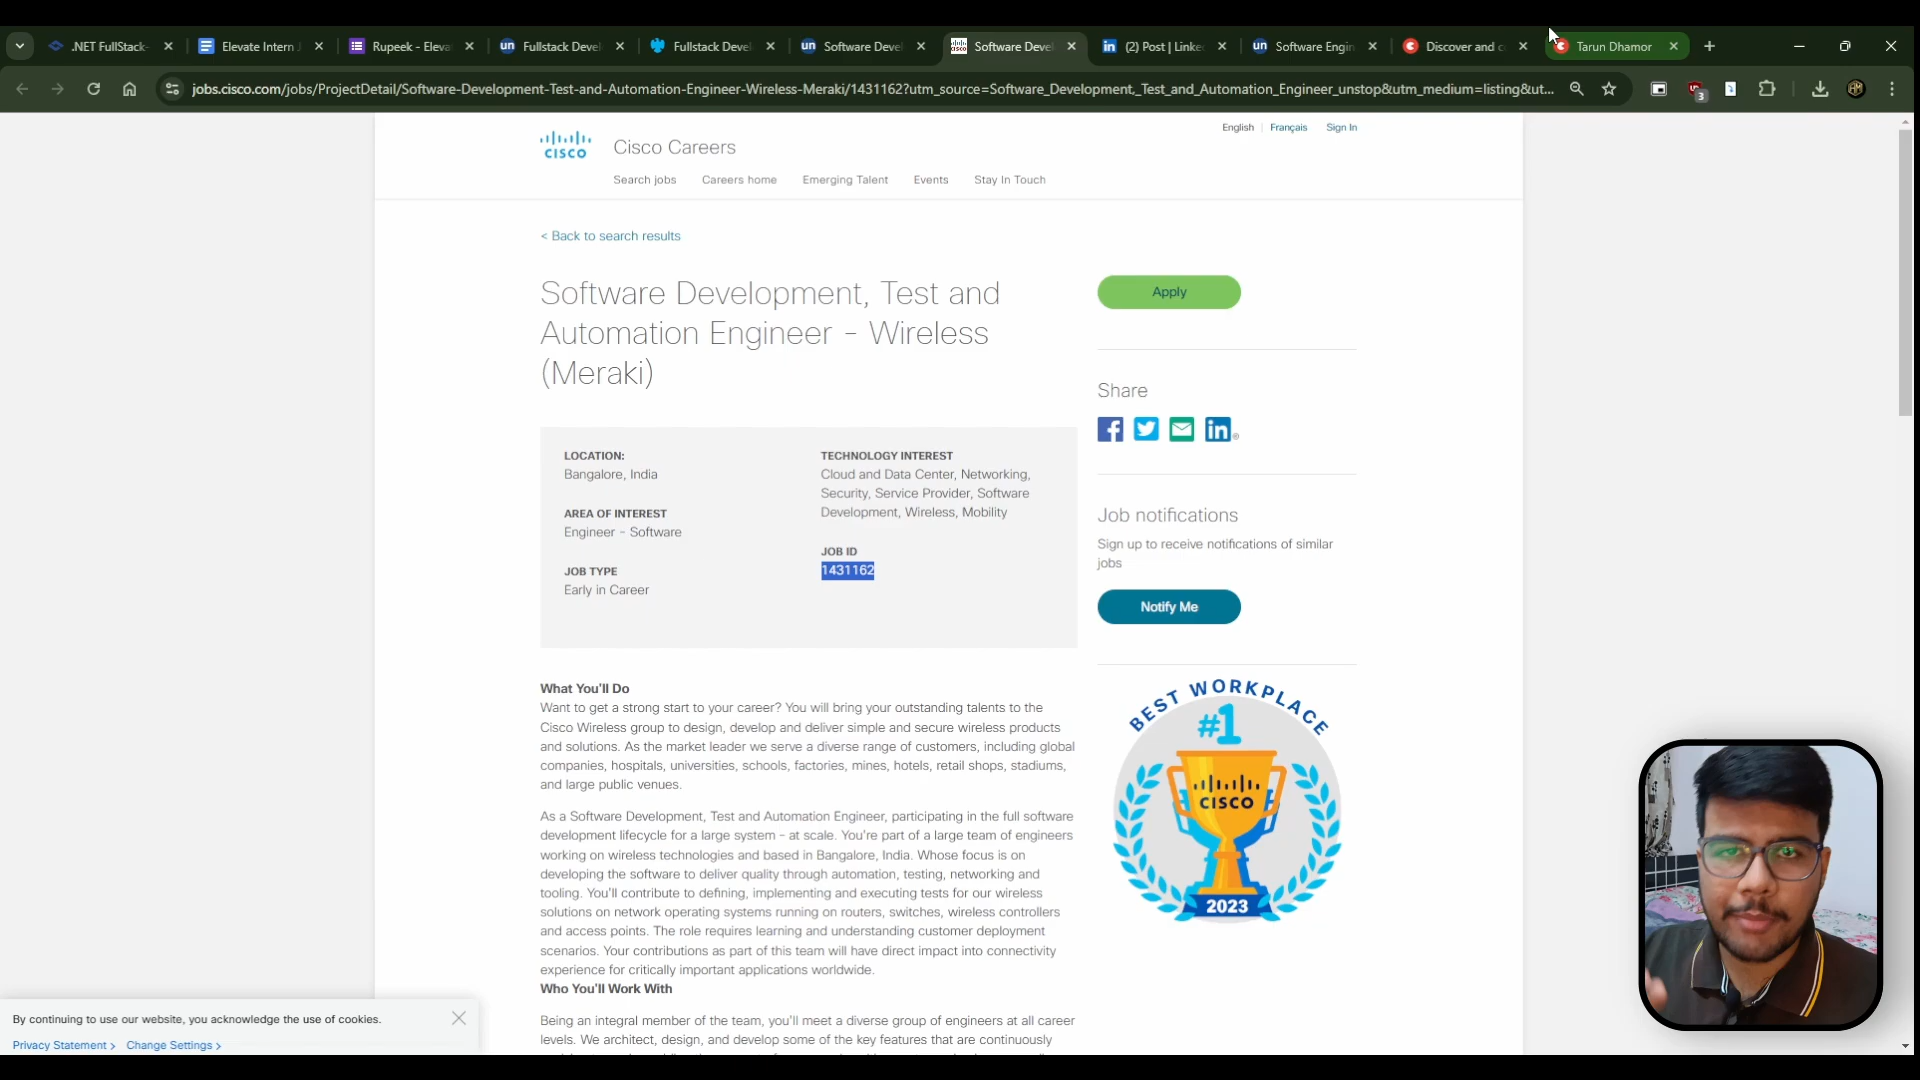 .NET FullStack-
Elevate Intern J
Rupeek - Eleva
Fullstack Devel
Fullstack Devel
Software Devel
Software Devel
(2) Post | Linke
Software Engin
Discover and c
Tarun Dhamor
jobs.cisco.com/jobs/ProjectDetail/Software-Development-Test-and-Automation-Engineer-Wireless-Meraki/1431162?utm_source=Software_Development,_Test_and_Automation_Engineer_unstop&utm_medium=listing&ut...
3
English | Français Sign In
CISCO
Cisco Careers
Search jobs Careers home Emerging Talent Events Stay In Touch
< Back to search results
Software Development, Test and
Automation Engineer - Wireless
(Meraki)
Apply
Share
LOCATION:
Bangalore, India
AREA OF INTEREST
Engineer - Software
JOB TYPE
Early in Career
TECHNOLOGY INTEREST
Cloud and Data Center, Networking,
Security, Service Provider, Software
Development, Wireless, Mobility
JOB ID
1431162
Job notifications
Sign up to receive notifications of similar
jobs
Notify Me
BEST WORKPLACE
#1
CISCO
2023
What You'll Do
Want to get a strong start to your career? You will bring your outstanding talents to the
Cisco Wireless group to design, develop and deliver simple and secure wireless products
and solutions. As the market leader we serve a diverse range of customers, including global
companies, hospitals, universities, schools, factories, mines, hotels, retail shops, stadiums,
and large public venues.
As a Software Development, Test and Automation Engineer, participating in the full software
development lifecycle for a large system – at scale. You're part of a large team of engineers
working on wireless technologies and based in Bangalore, India. Whose focus is on
developing the software to deliver quality through automation, testing, networking and
tooling. You'll contribute to defining, implementing and executing tests for our wireless
solutions on network operating systems running on routers, switches, wireless controllers
and access points. The role requires learning and understanding customer deployment
scenarios. Your contributions as part of this team will have direct impact into connectivity
experience for critically important applications worldwide.
Who You'll Work With
Being an integral member of the team, you'll meet a diverse group of engineers at all career
levels. We architect, design, and develop some of the key features that are continuously
By continuing to use our website, you acknowledge the use of cookies.
Privacy Statement > Change Settings >